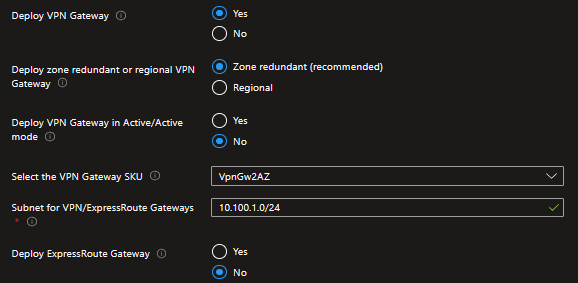 Deploy VPN Gateway
Yes
No
Deploy zone redundant or regional VPN
Gateway
Zone redundant (recommended)
Regional
Deploy VPN Gateway in Active/Active
mode
Yes
No
Select the VPN Gateway SKU
VpnGw2AZ
Subnet for VPN/ExpressRoute Gateways
*
10.100.1.0/24
Deploy ExpressRoute Gateway
Yes
No